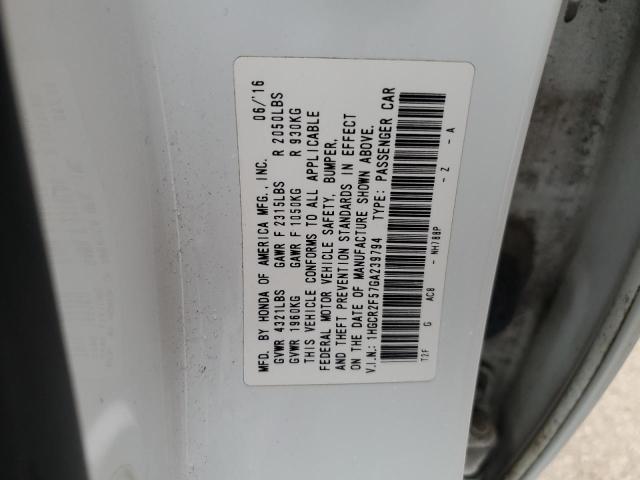 MFD. BY HONDA OF AMERICA MFG., INC. 06/'16
GVWR 4321LBS GAWR F 2315LBS R 2050LBS
GVWR 1960KG GAWR F 1050KG R 930KG
THIS VEHICLE CONFORMS TO ALL APPLICABLE
FEDERAL MOTOR VEHICLE SAFETY, BUMPER,
AND THEFT PREVENTION STANDARDS IN EFFECT
ON THE DATE OF MANUFACTURE SHOWN ABOVE.
V.I.N.: 1HGCR2F57GA239794 TYPE: PASSENGER CAR
T2F G AC8 - NH788P - Z - A